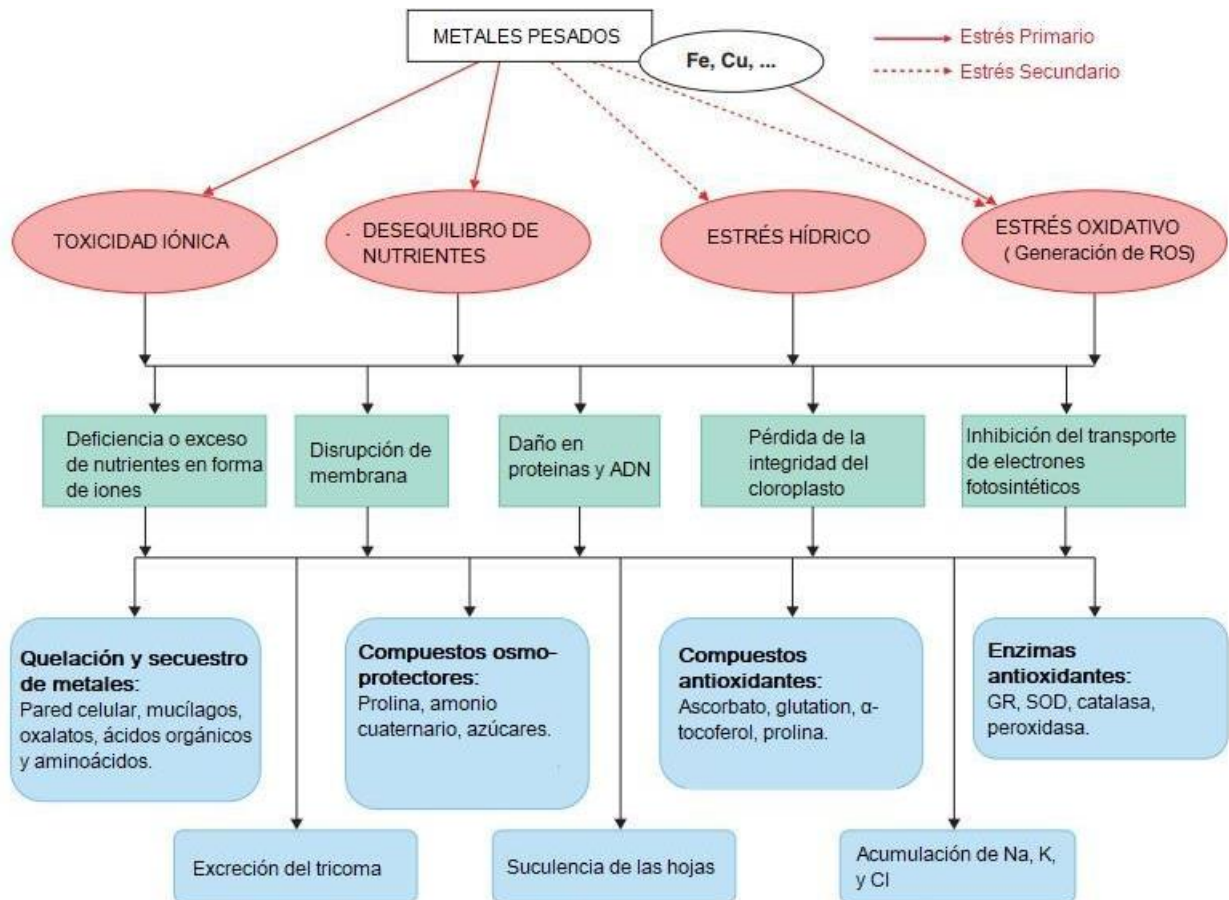 METALES PESADOS
Fe, Cu, ...
Estrés Primario
Estrés Secundario
TOXICIDAD IÓNICA
. DESEQUILIBRO DE
NUTRIENTES
ESTRÉS HÍDRICO
ESTRÉS OXIDATIVO
( Generación de ROS)
Deficiencia o exceso
de nutrientes en forma
de iones
Disrupción de
membrana
Daño en
proteinas y ADN
Pérdida de la
integridad del
cloroplasto
Inhibición del transporte
de electrones
fotosintéticos
Quelación y secuestro
de metales:
Pared celular, mucílagos,
oxalatos, ácidos orgánicos
y aminoácidos.
Compuestos osmo-
protectores:
Prolina, amonio
cuaternario, azúcares.
Compuestos
antioxidantes:
Ascorbato, glutation, α-
tocoferol, prolina.
Enzimas
antioxidantes:
GR, SOD, catalasa,
peroxidasa.
Excreción del tricoma
Suculencia de las hojas
Acumulación de Na, K,
y Cl